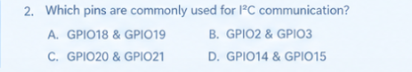 2. Which pins are commonly used for I²C communication?
A. GPIO18 & GPIO19 B. GPIO2 & GPIO3
C. GPIO20 & GPIO21 D. GPIO14 & GPIO15